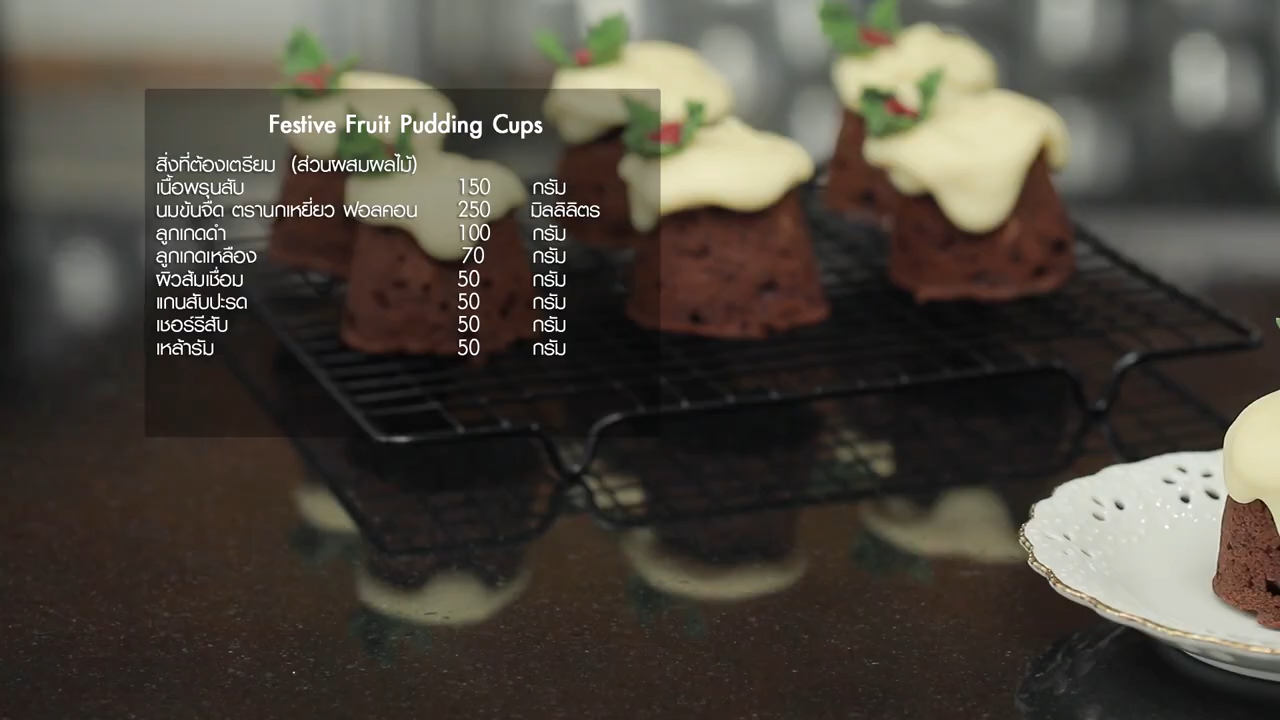 Festive Fruit Pudding Cups
สิ่งที่ต้องเตรียม (ส่วนผสมผลไม้)
เนื้อพรุนสับ 150 กรัม
นมข้นจืด ตรานกเหยี่ยว ฟอลคอน 250 มิลลิลิตร
ลูกเกดดำ 100 กรัม
ลูกเกดเหลือง 70 กรัม
ผิวส้มเชื่อม 50 กรัม
แกนสับปะรด 50 กรัม
เชอร์รีสับ 50 กรัม
เหล้ารัม 50 กรัม